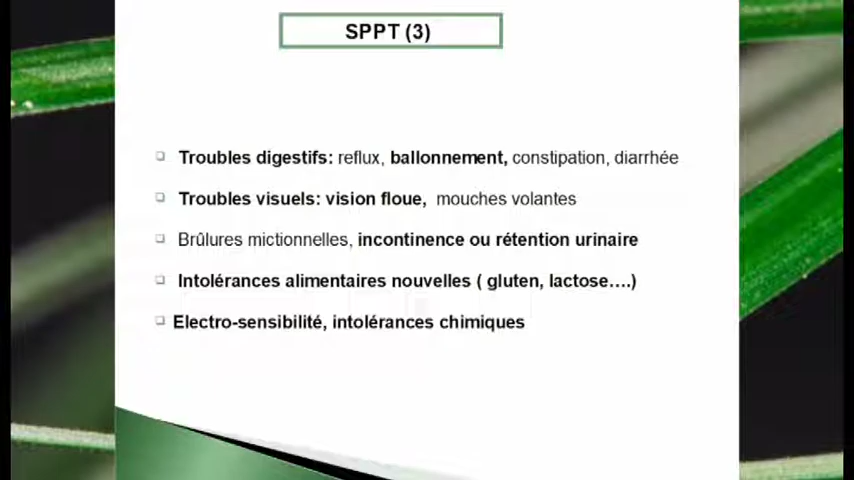 SPPT (3)
Troubles digestifs: reflux, ballonnement, constipation, diarrhée
Troubles visuels: vision floue, mouches volantes
Brûlures mictionnelles, incontinence ou rétention urinaire
Intolérances alimentaires nouvelles ( gluten, lactose….)
Electro-sensibilité, intolérances chimiques